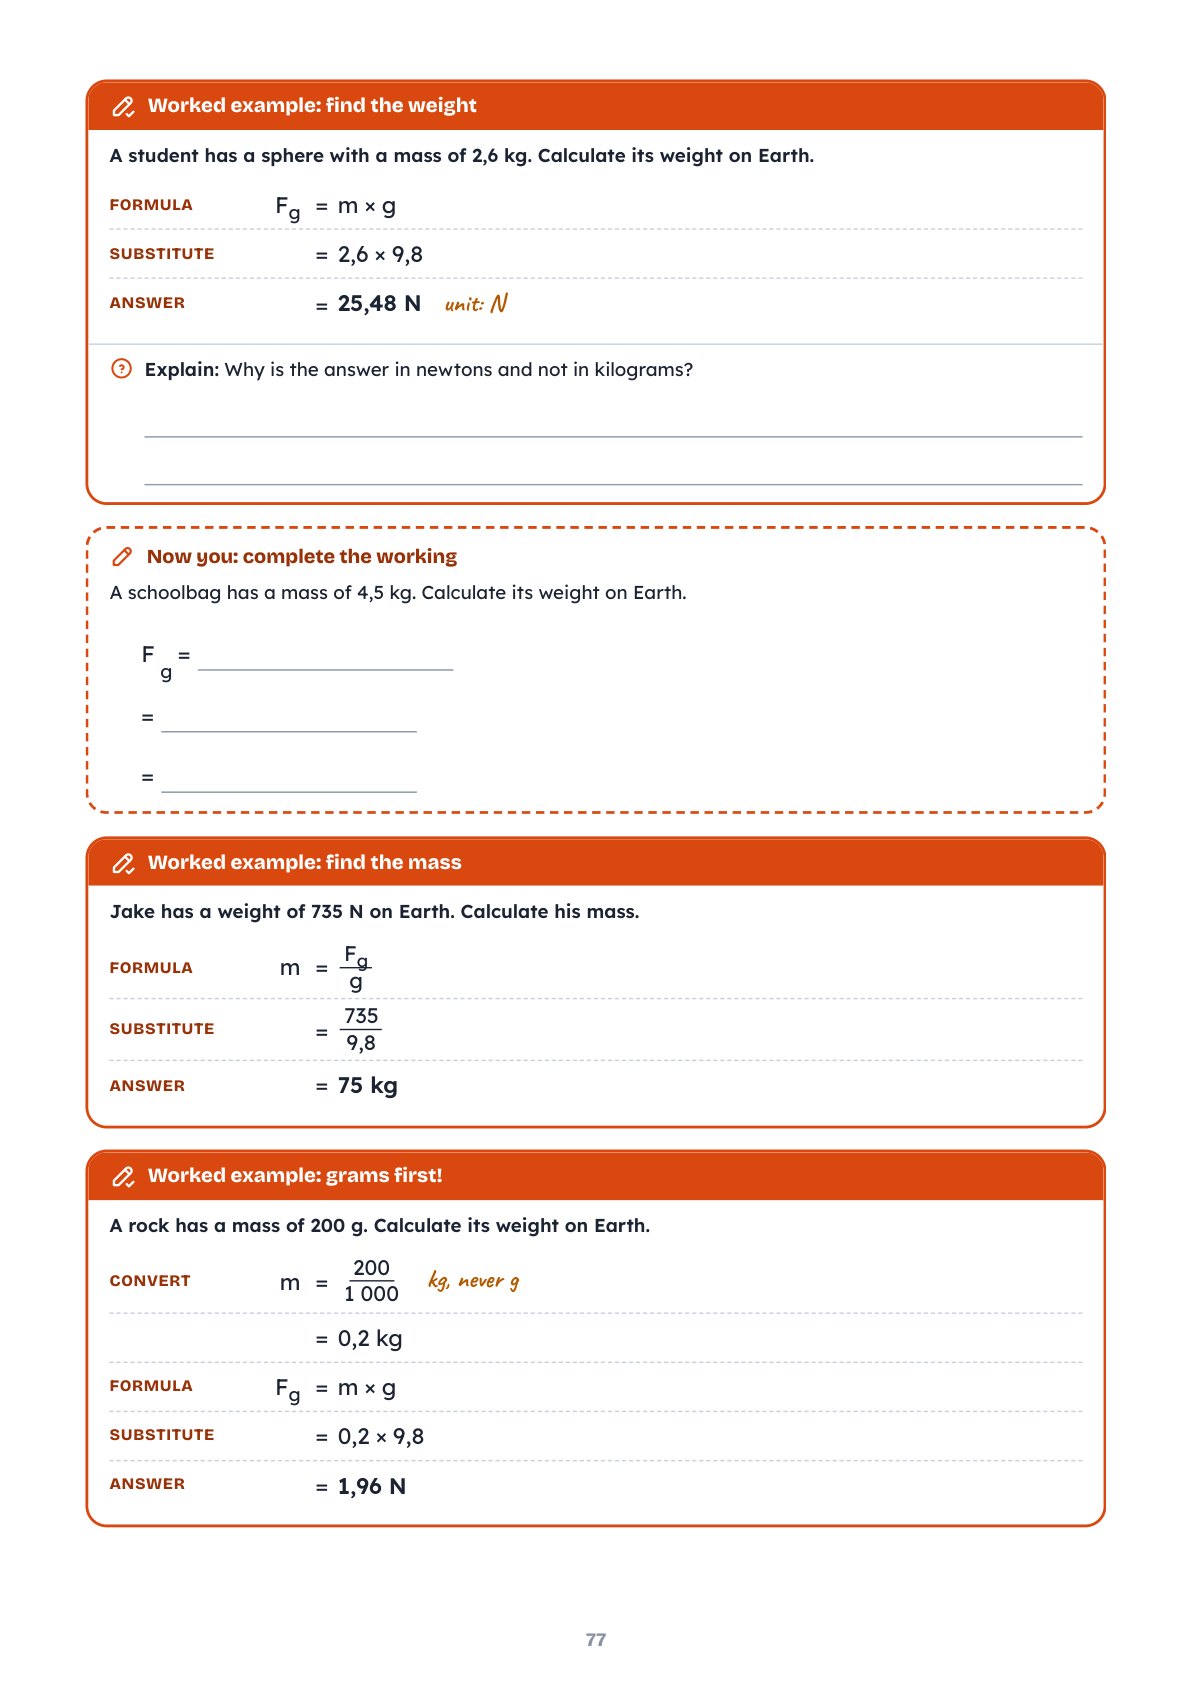 Worked example: find the weight
A student has a sphere with a mass of 2,6 kg. Calculate its weight on Earth.
FORMULA Fg = m × g
SUBSTITUTE = 2,6 × 9,8
ANSWER = 25,48 N unit: N
Explain: Why is the answer in newtons and not in kilograms?
Now you: complete the working
A schoolbag has a mass of 4,5 kg. Calculate its weight on Earth.
F g =
=
=
Worked example: find the mass
Jake has a weight of 735 N on Earth. Calculate his mass.
FORMULA m = Fg
g
SUBSTITUTE = 735
9,8
ANSWER = 75 kg
Worked example: grams first!
A rock has a mass of 200 g. Calculate its weight on Earth.
CONVERT m = 200
1 000
kg, never g
= 0,2 kg
FORMULA Fg = m × g
SUBSTITUTE = 0,2 × 9,8
ANSWER = 1,96 N
77